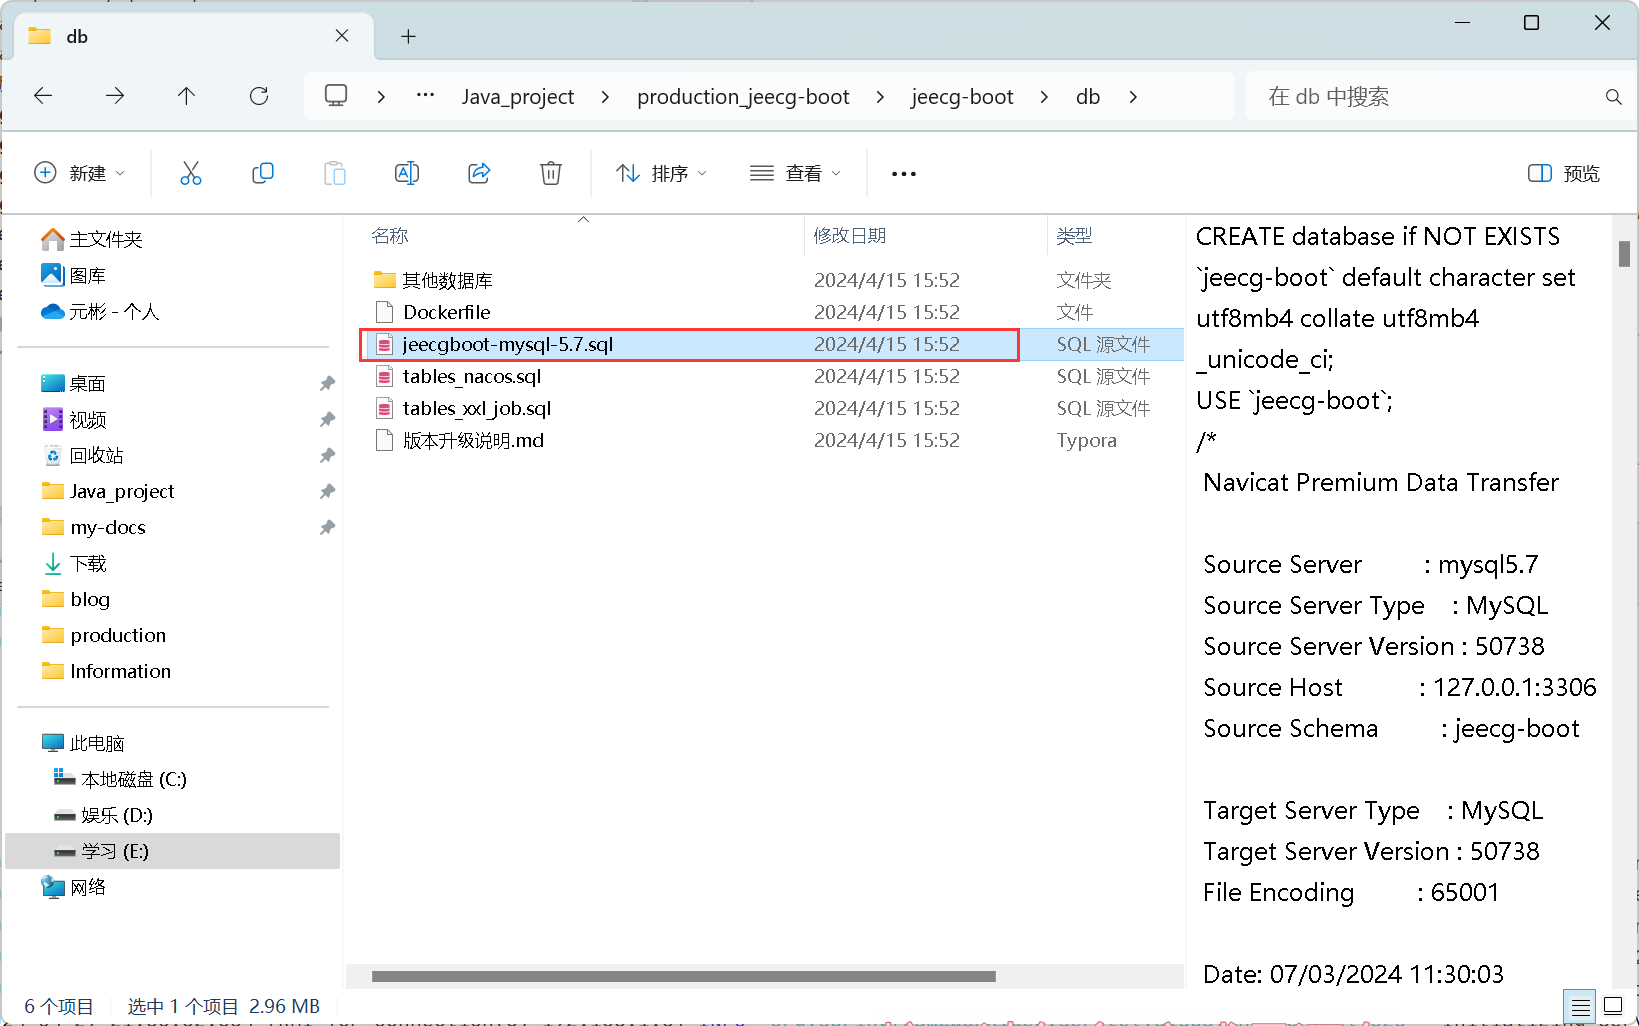 db
Java_project
production_jeecg-boot
jeecg-boot
db
在 db 中搜索
新建
排序
查看
预览
主文件夹
图库
元彬 - 个人
桌面
视频
回收站
Java_project
my-docs
下载
blog
production
Information
此电脑
本地磁盘 (C:)
娱乐 (D:)
学习 (E:)
网络
名称 修改日期 类型
其他数据库 2024/4/15 15:52 文件夹
Dockerfile 2024/4/15 15:52 文件
jeecgboot-mysql-5.7.sql 2024/4/15 15:52 SQL 源文件
tables_nacos.sql 2024/4/15 15:52 SQL 源文件
tables_xxl_job.sql 2024/4/15 15:52 SQL 源文件
版本升级说明.md 2024/4/15 15:52 Typora
CREATE database if NOT EXISTS
`jeecg-boot` default character set
utf8mb4 collate utf8mb4
_unicode_ci;
USE `jeecg-boot`;
/*
Navicat Premium Data Transfer
Source Server : mysql5.7
Source Server Type : MySQL
Source Server Version : 50738
Source Host : 127.0.0.1:3306
Source Schema : jeecg-boot
Target Server Type : MySQL
Target Server Version : 50738
File Encoding : 65001
Date: 07/03/2024 11:30:03
6 个项目 选中 1 个项目 2.96 MB